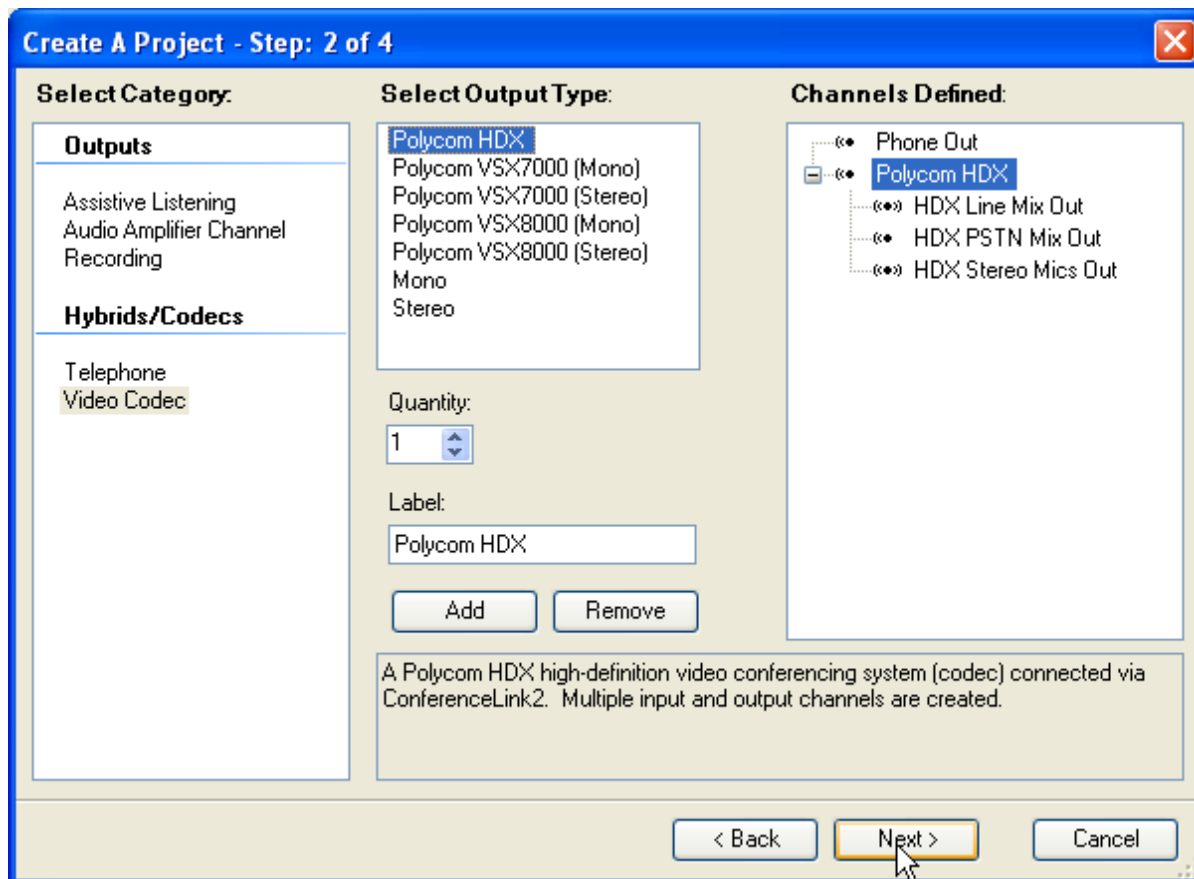 Create A Project - Step: 2 of 4
Select Category:
Outputs
Assistive Listening
Audio Amplifier Channel
Recording
Hybrids/Codecs
Telephone
Video Codec
Select Output Type:
Polycom HDX
Polycom VSX7000 (Mono)
Polycom VSX7000 (Stereo)
Polycom VSX8000 (Mono)
Polycom VSX8000 (Stereo)
Mono
Stereo
Quantity:
1
Label:
Polycom HDX
Add
Remove
Channels Defined:
Phone Out
Polycom HDX
HDX Line Mix Out
HDX PSTN Mix Out
HDX Stereo Mics Out
A Polycom HDX high-definition video conferencing system (codec) connected via
ConferenceLink2. Multiple input and output channels are created.
< Back
Next >
Cancel